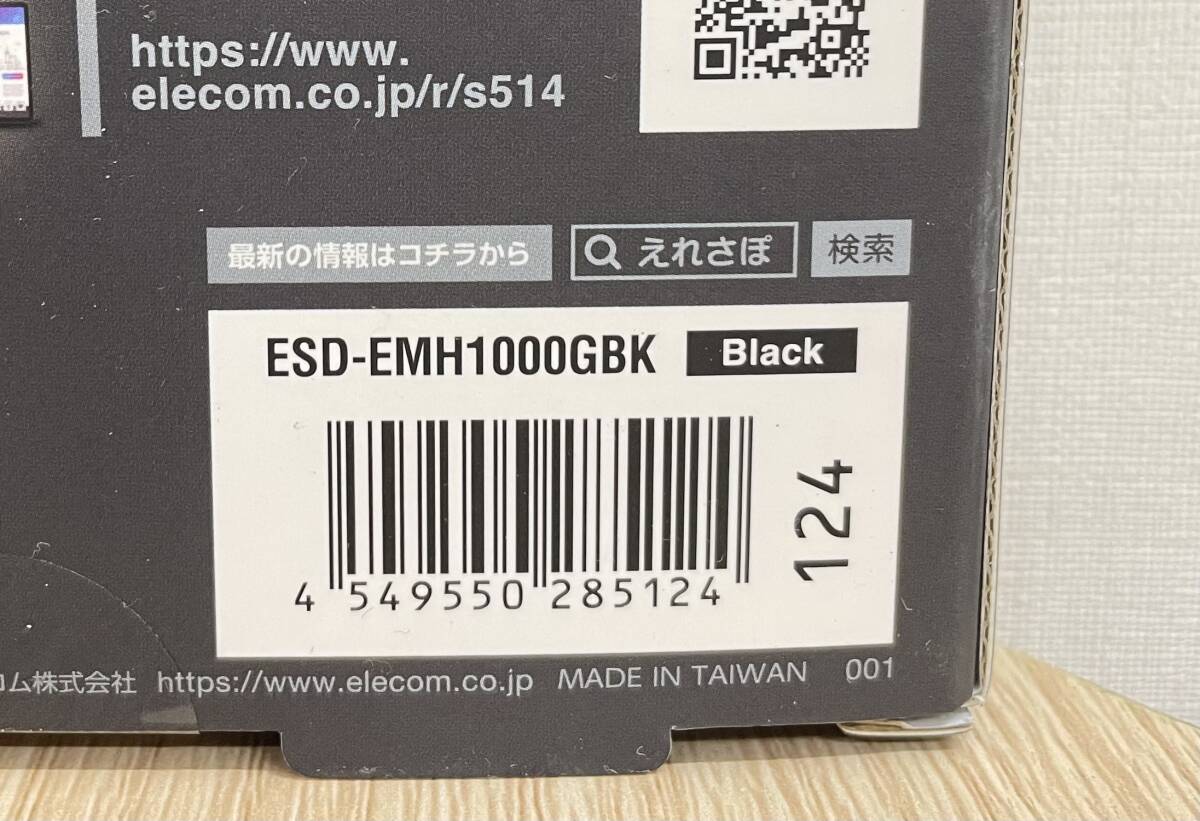 https://www.
elecom.co.jp/r/s514
最新の情報はコチラから
えれさぽ
検索
ESD-EMH1000GBK
Black
124
4 549550 285124
ム株式会社 https://www.elecom.co.jp MADE IN TAIWAN 001